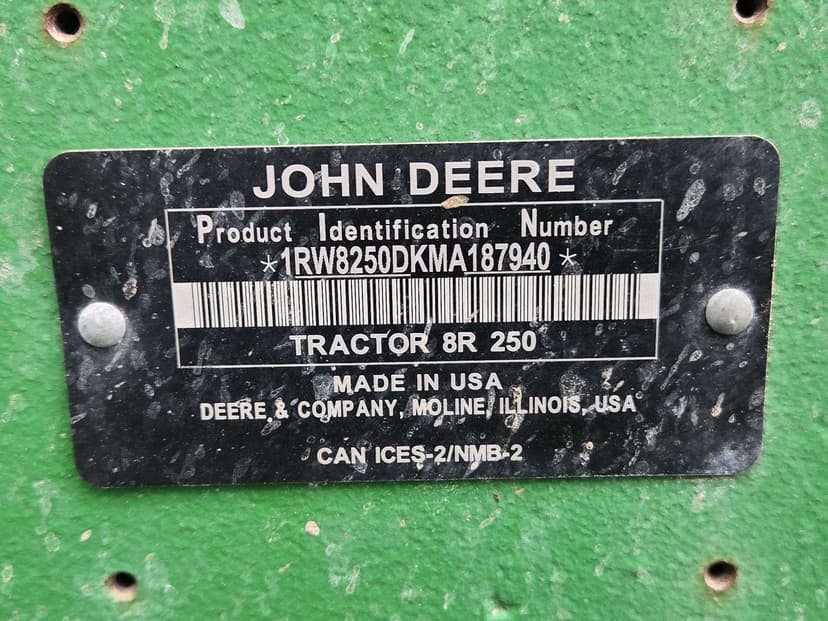 JOHN DEERE
Product Identification Number
*1RW8250DKMA187940*
TRACTOR 8R 250
MADE IN USA
DEERE & COMPANY, MOLINE, ILLINOIS, USA
CAN ICES-2/NMB-2